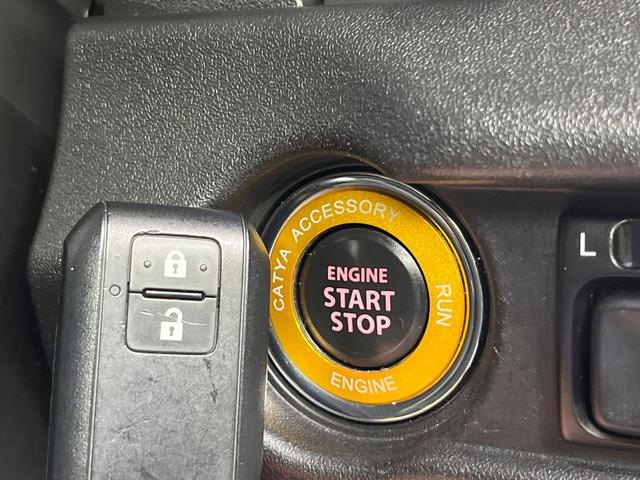 CATYA ACCESSORY
RUN
ENGINE
ENGINE
START
STOP
L